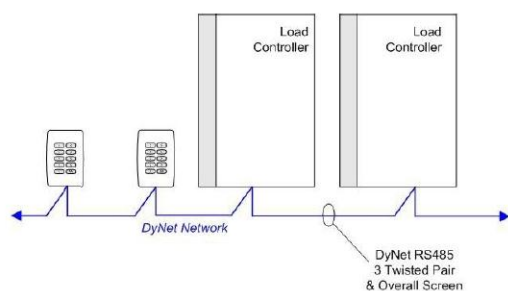 Load
Controller
Load
Controller
DyNet Network
DyNet RS485
3 Twisted Pair
& Overall Screen